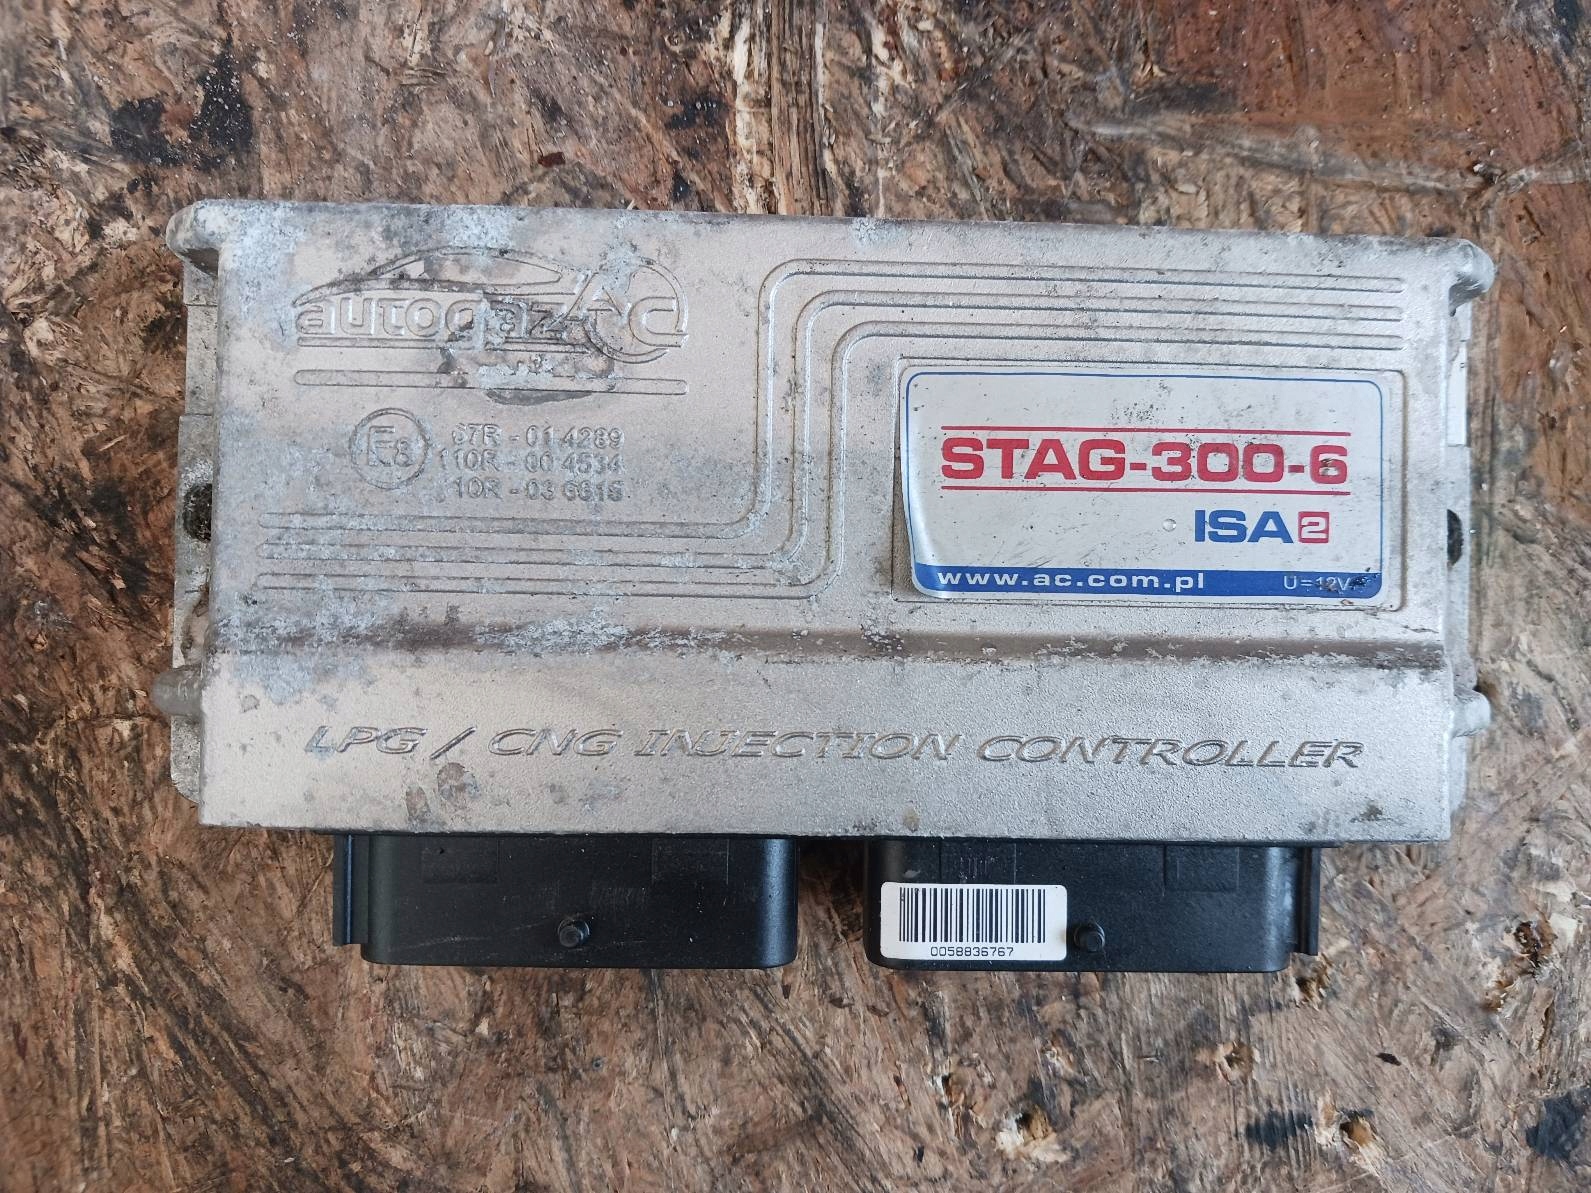 autogaz AC
E8
67R - 01 4289
110R - 00 4534
10R - 03 6615
STAG-300-6
ISA2
www.ac.com.pl U=12V
LPG / CNG INJECTION CONTROLLER
0058836767